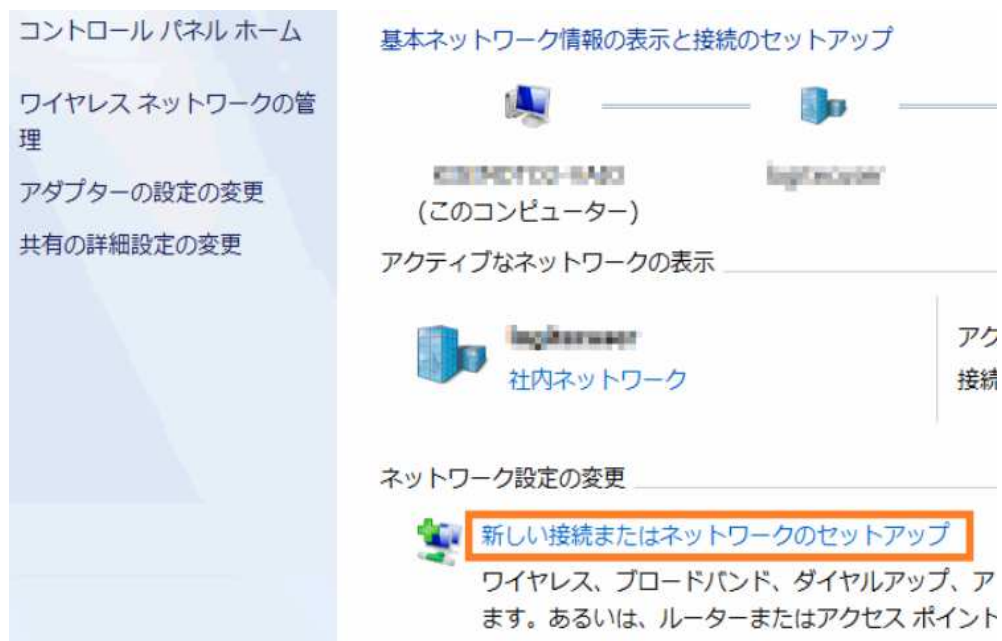 コントロール パネル ホーム
ワイヤレス ネットワークの管
理
アダプターの設定の変更
共有の詳細設定の変更
基本ネットワーク情報の表示と接続のセットアップ
(このコンピューター)
アクティブなネットワークの表示
社内ネットワーク
アク
接続
ネットワーク設定の変更
新しい接続またはネットワークのセットアップ
ワイヤレス、ブロードバンド、ダイヤルアップ、ア
ます。あるいは、ルーターまたはアクセス ポイント